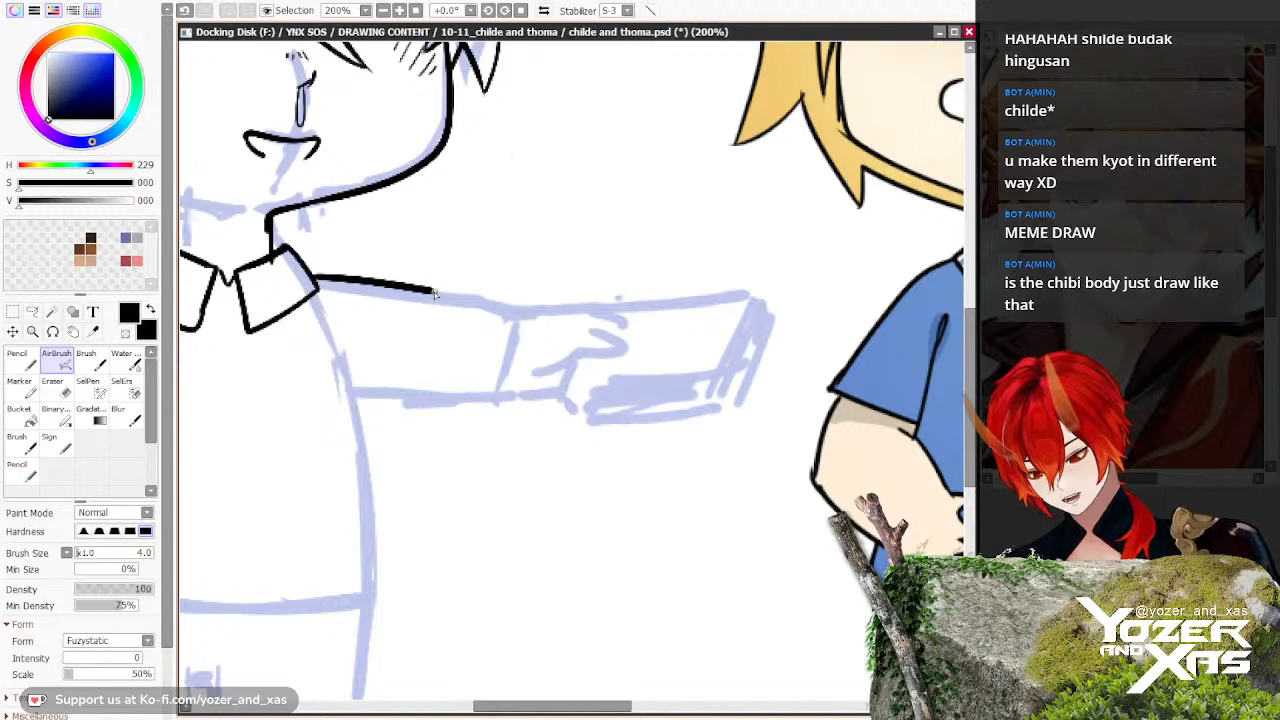 Selection
200%
+0.0°
Stabilizer
S-3
Docking Disk (F:) / YNX SOS / DRAWING CONTENT / 10-11_childe and thoma / childe and thoma.psd (*) (200%)
H
229
S
000
V
000
T
Pencil
AirBrush
Brush
Water ...
Marker
Eraser
SelPen
SelErs
Bucket
Binary...
Gradat...
Blur
Brush
Sign
Pencil
Paint Mode
Normal
Hardness
Brush Size
x1.0
4.0
Min Size
0%
Density
100
Min Density
75%
Form
Form
Fuzystatic
Intensity
0
Scale
50%
Miscellaneous
Support us at Ko-fi.com/yozer_and_xas
HAHAHAH shilde budak
hingusan
BOT A(MIN)
childe*
BOT A(MIN)
u make them kyot in different
way XD
BOT A(MIN)
MEME DRAW
BOT A(MIN)
is the chibi body just draw like
that
@yozer_and_xas
YOZER
AND
XAS